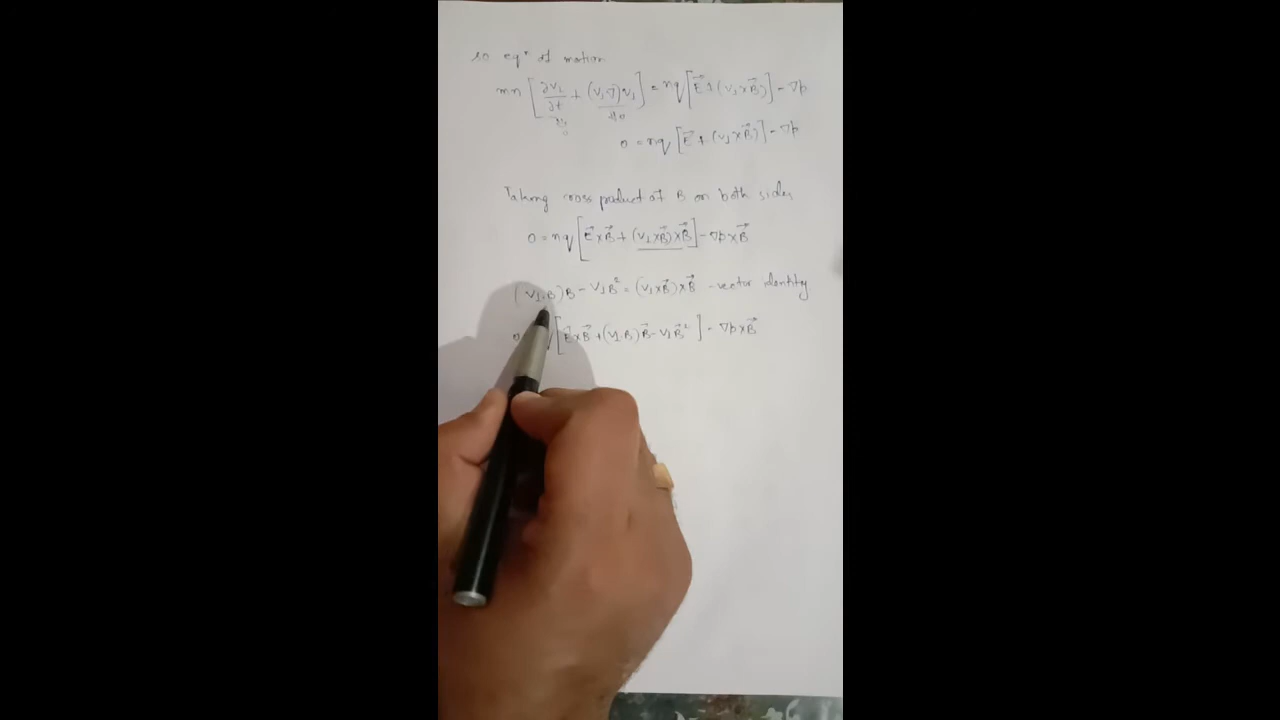 so eqⁿ of motion
mn [∂v⊥/∂t + (v⊥∇)v⊥] = nq [E⃗ + (v⊥×B⃗)] - ∇p
0 = nq [E⃗ + (v⊥×B⃗)] - ∇p
Taking cross product of B on both sides
0 = nq [E⃗×B⃗ + (v⊥×B⃗)×B⃗] - ∇p×B⃗
(v⊥.B)B - v⊥B² = (v⊥×B⃗)×B⃗ - vector identity
[E⃗×B⃗ + (v⊥.B)B⃗ - v⊥B⃗²] - ∇p×B⃗